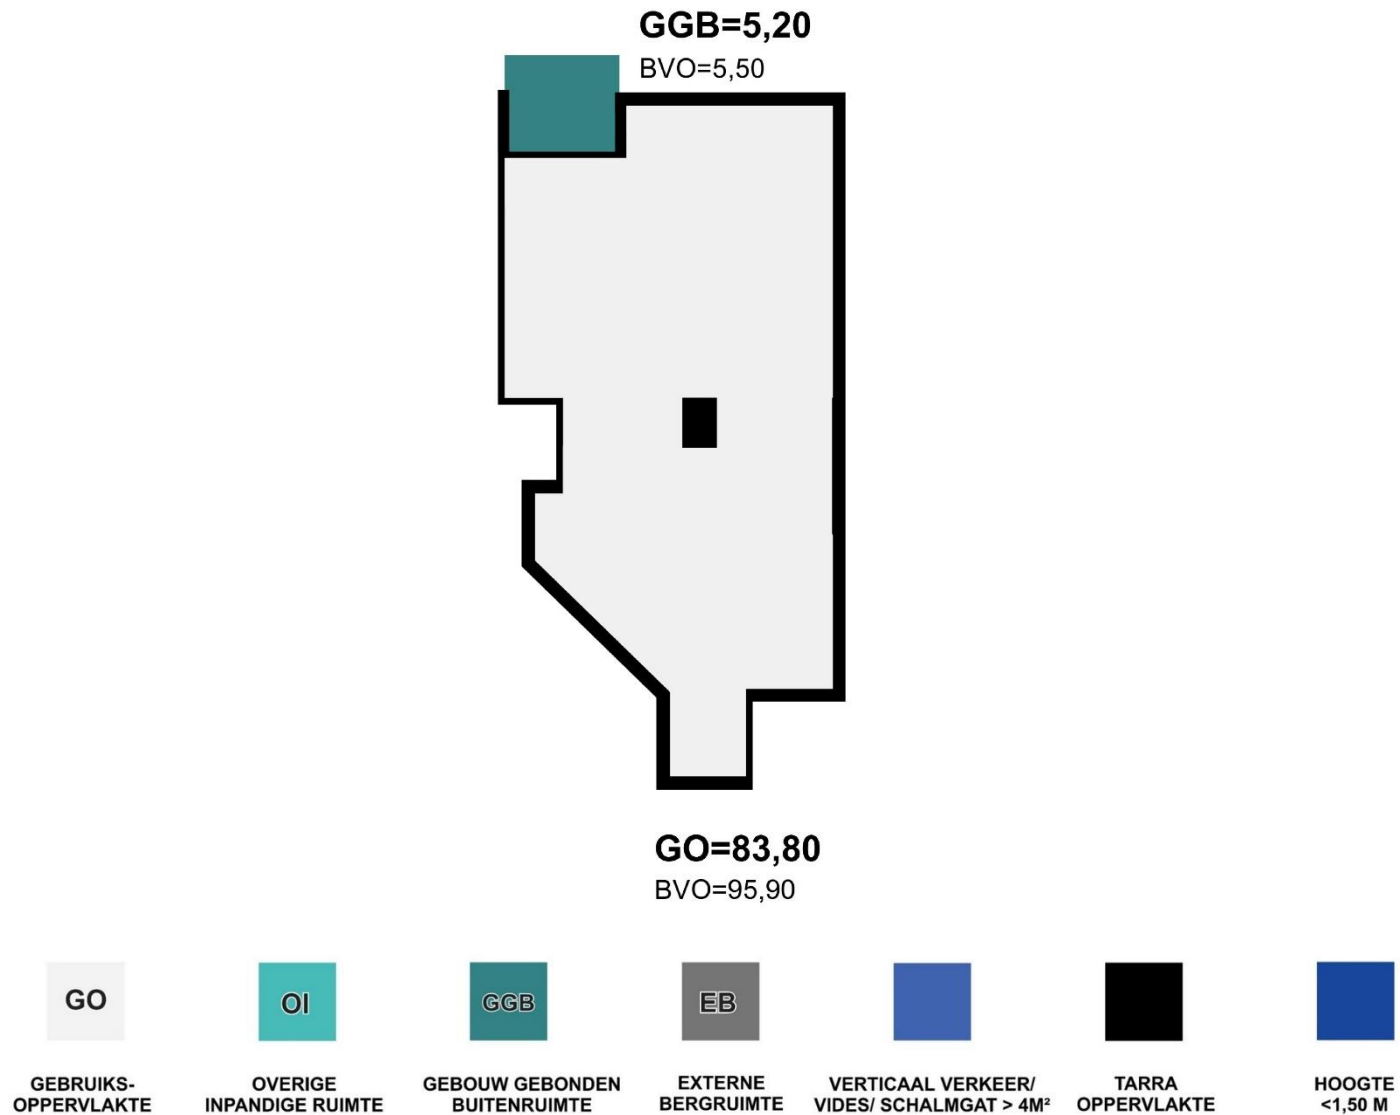 GGB=5,20
BVO=5,50
GO=83,80
BVO=95,90
GO
OI
GGB
EB
GEBRUIKS-
OPPERVLAKTE
OVERIGE
INPANDIGE RUIMTE
GEBOUW GEBONDEN
BUITENRUIMTE
EXTERNE
BERGRUIMTE
VERTICAAL VERKEER/
VIDES/ SCHALMGAT > 4M²
TARRA
OPPERVLAKTE
HOOGTE
<1,50 M